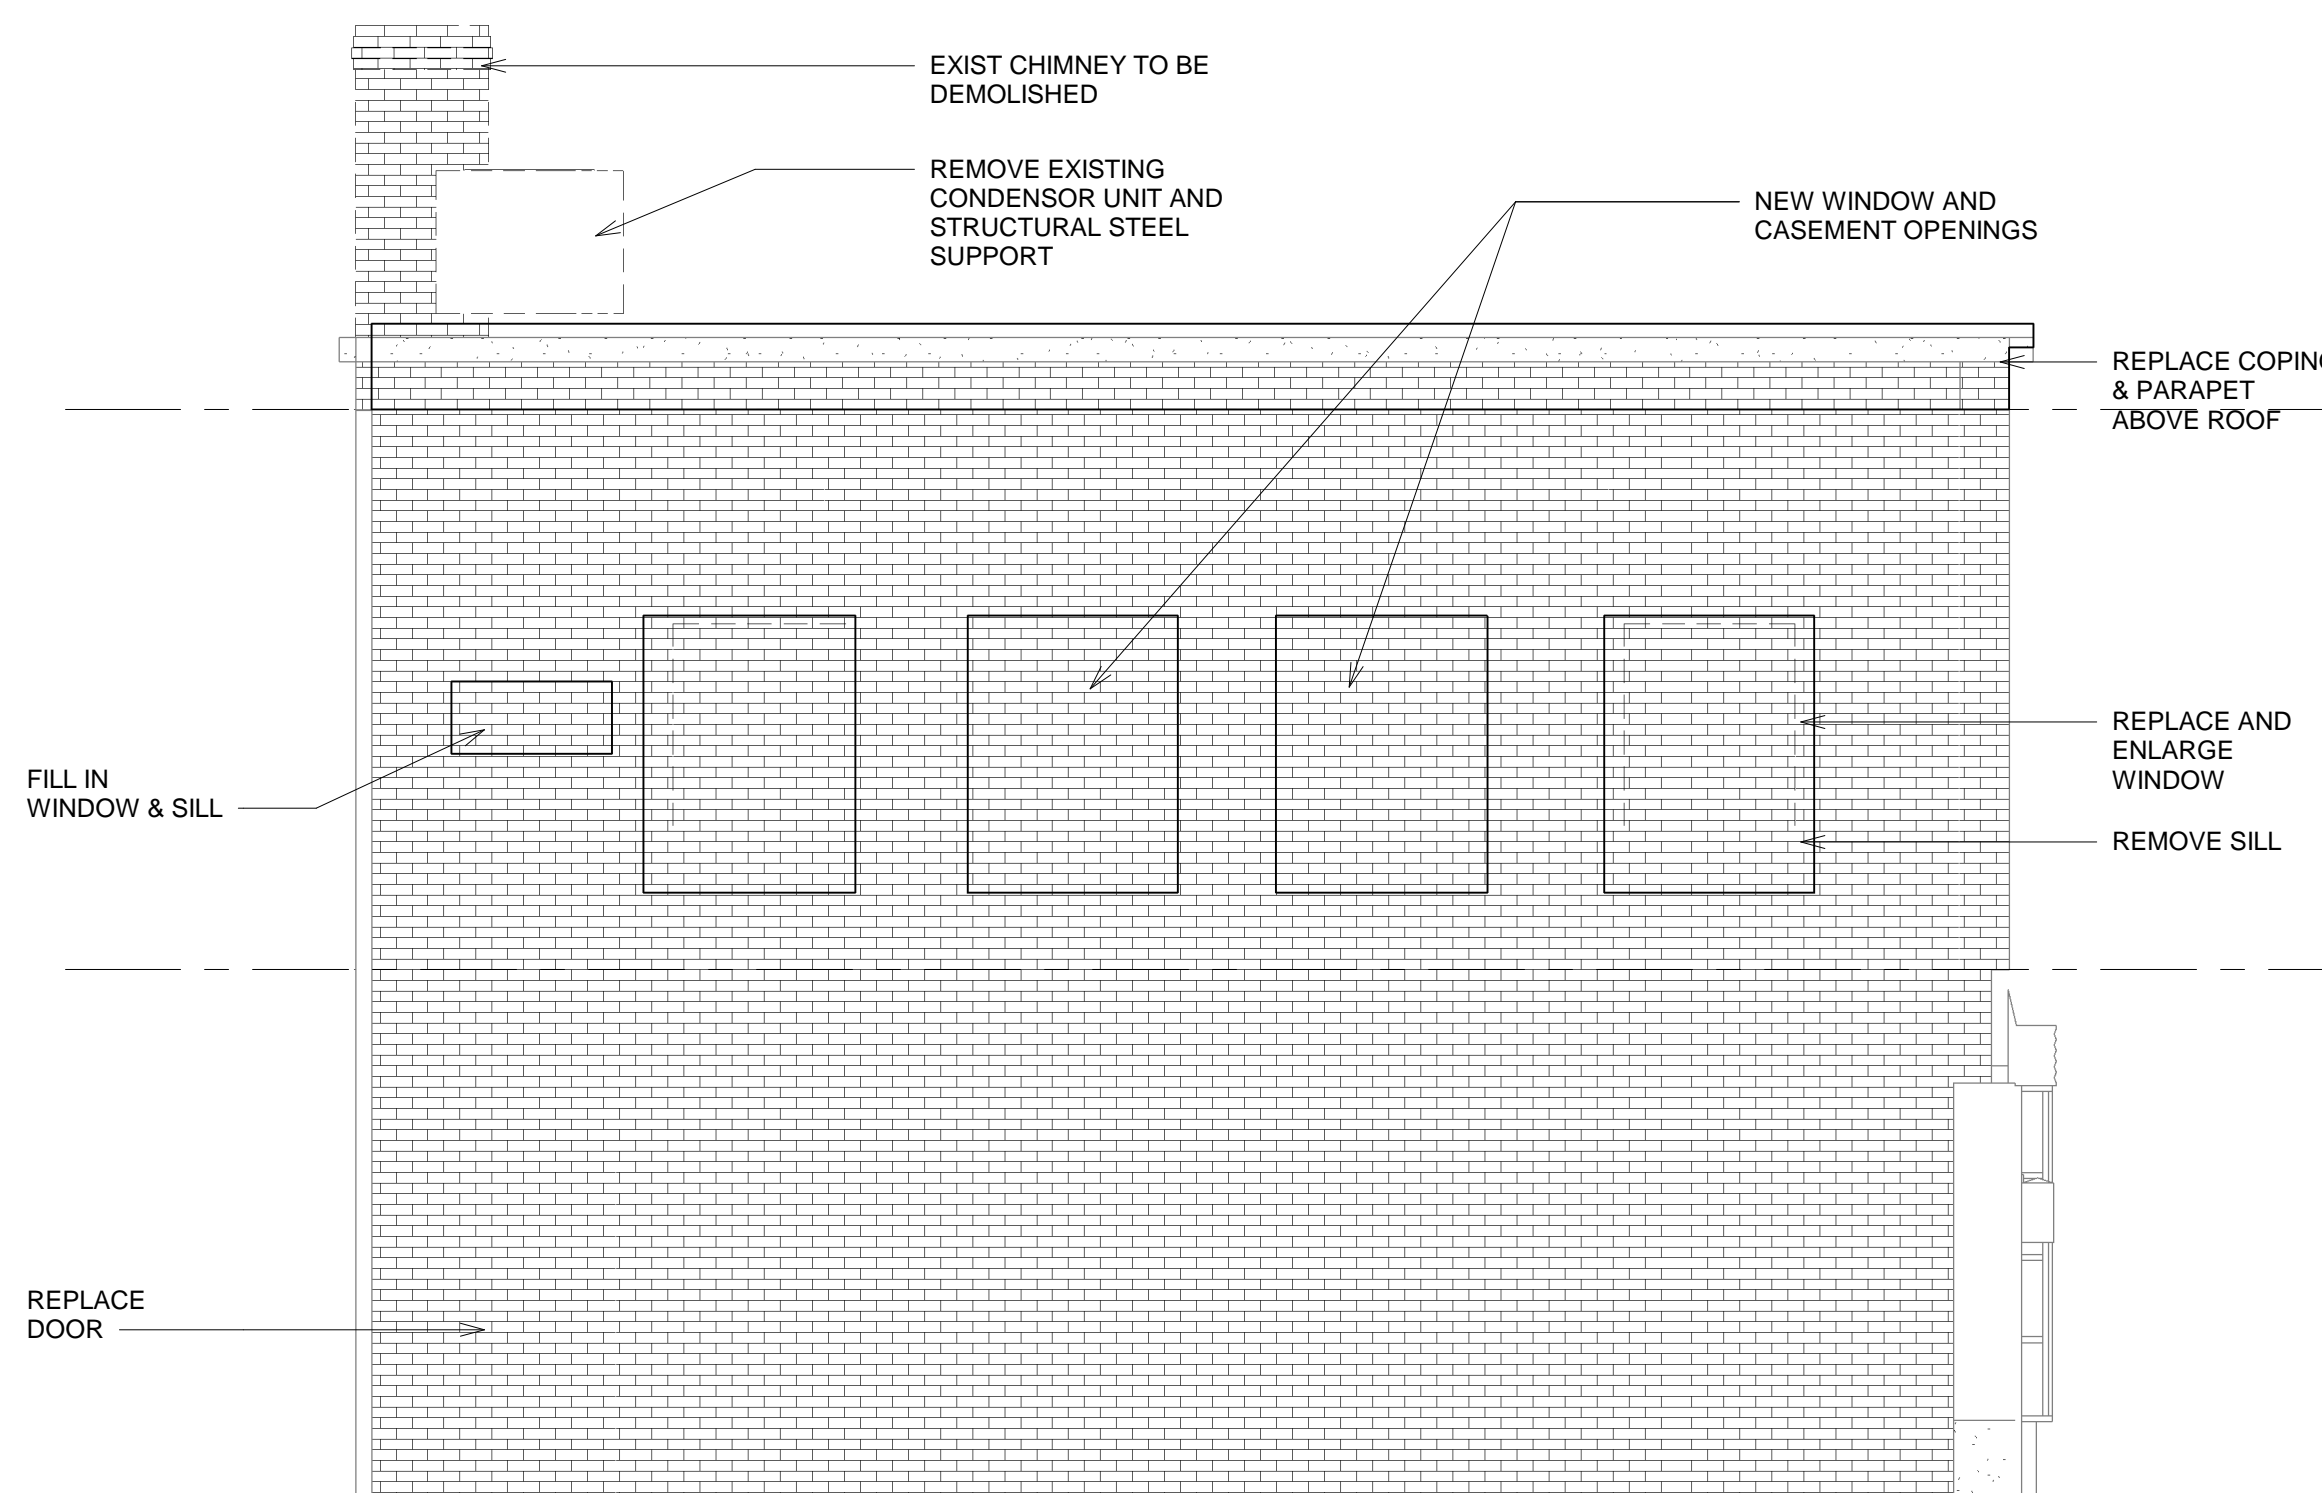 EXIST CHIMNEY TO BE
DEMOLISHED
REMOVE EXISTING
CONDENSOR UNIT AND
STRUCTURAL STEEL
SUPPORT
NEW WINDOW AND
CASEMENT OPENINGS
REPLACE COPING
& PARAPET
ABOVE ROOF
FILL IN
WINDOW & SILL
REPLACE AND
ENLARGE
WINDOW
REMOVE SILL
REPLACE
DOOR